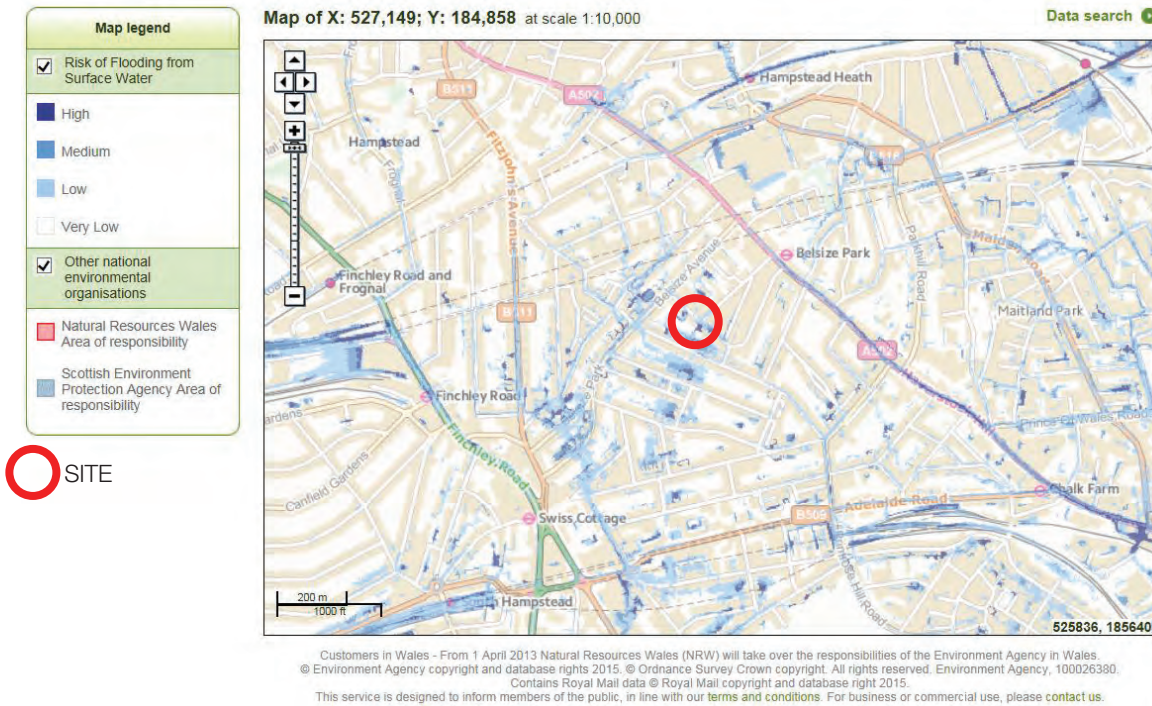 Map legend
Risk of Flooding from
Surface Water
High
Medium
Low
Very Low
Other national
environmental
organisations
Natural Resources Wales
Area of responsibility
Scottish Environment
Protection Agency Area of
responsibility
SITE
Map of X: 527,149; Y: 184,858 at scale 1:10,000
Data search
Hampstead Heath
B511
A502
Hampstead
Frognal
Fitzjohn's Avenue
Belsize Park
Belsize Avenue
Parkhill Road
Malden Road
Finchley Road and
Frognal
B511
Maitland Park
A502
Haverstock Hill
Prince Of Wales Road
Finchley Road
Finchley Road
Canfield Gardens
Chalk Farm
Adelaide Road
B509
Swiss Cottage
South Hampstead
200 m
1000 ft
525836, 185640
Customers in Wales - From 1 April 2013 Natural Resources Wales (NRW) will take over the responsibilities of the Environment Agency in Wales.
© Environment Agency copyright and database rights 2015. © Ordnance Survey Crown copyright. All rights reserved. Environment Agency, 100026380.
Contains Royal Mail data © Royal Mail copyright and database right 2015.
This service is designed to inform members of the public, in line with our terms and conditions. For business or commercial use, please contact us.